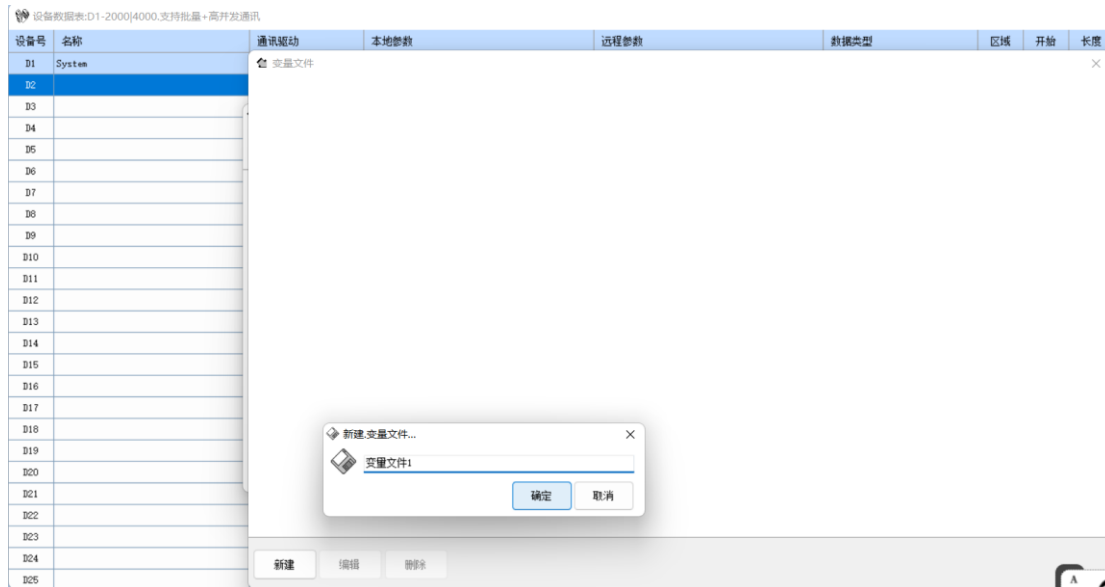 设备数据表:D1-2000|4000.支持批量+高并发通讯
设备号 名称 通讯驱动 本地参数 远程参数 数据类型 区域 开始 长度
D1 System
变量文件
D2
D3
D4
D5
D6
D7
D8
D9
D10
D11
D12
D13
D14
D15
D16
D17
D18
新建.变量文件...
D19
变量文件1
D20
D21
确定 取消
D22
D23
D24
新建 编辑 删除
D25
A